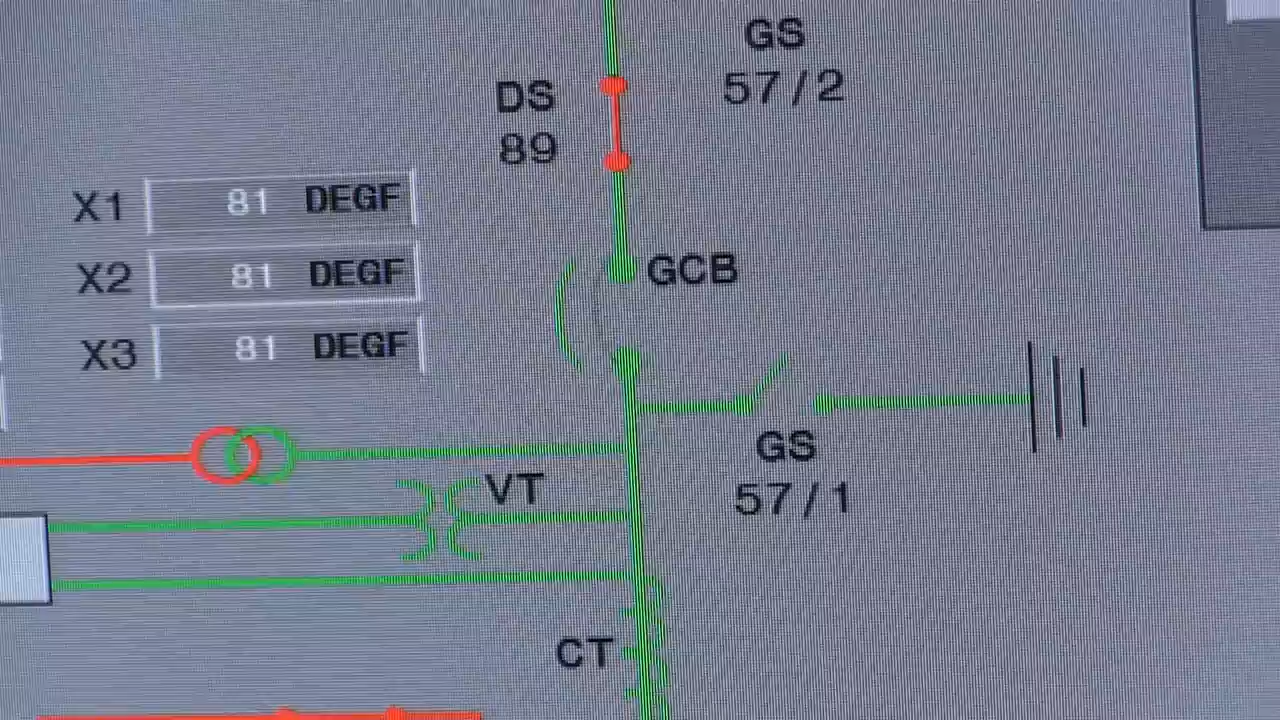 GS
57/2
DS
89
X1 81 DEGF
X2 81 DEGF
X3 81 DEGF
GCB
GS
57/1
VT
CT